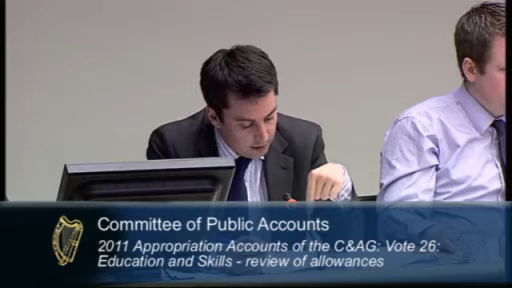 Committee of Public Accounts
2011 Appropriation Accounts of the C&AG: Vote 26:
Education and Skills - review of allowances